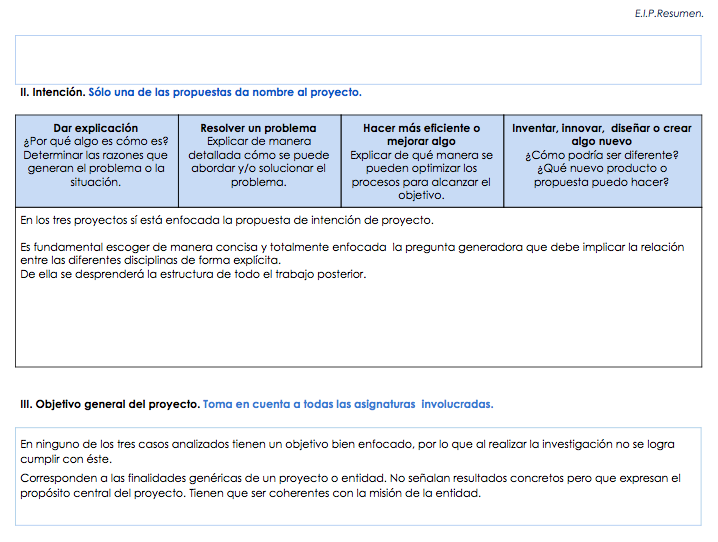 E.I.P.Resumen.
II. Intención. Sólo una de las propuestas da nombre al proyecto.
Dar explicación
¿Por qué algo es cómo es?
Determinar las razones que
generan el problema o la
situación.
Resolver un problema
Explicar de manera
detallada cómo se puede
abordar y/o solucionar el
problema.
Hacer más eficiente o
mejorar algo
Explicar de qué manera se
pueden optimizar los
procesos para alcanzar el
objetivo.
Inventar, innovar,  diseñar o crear
algo nuevo
¿Cómo podría ser diferente?
¿Qué nuevo producto o
propuesta puedo hacer?
En los tres proyectos sí está enfocada la propuesta de intención de proyecto.
Es fundamental escoger de manera concisa y totalmente enfocada  la pregunta generadora que debe implicar la relación
entre las diferentes disciplinas de forma explícita.
De ella se desprenderá la estructura de todo el trabajo posterior.
III. Objetivo general del proyecto. Toma en cuenta a todas las asignaturas  involucradas.
En ninguno de los tres casos analizados tienen un objetivo bien enfocado, por lo que al realizar la investigación no se logra
cumplir con éste.
Corresponden a las finalidades genéricas de un proyecto o entidad. No señalan resultados concretos pero que expresan el
propósito central del proyecto. Tienen que ser coherentes con la misión de la entidad.